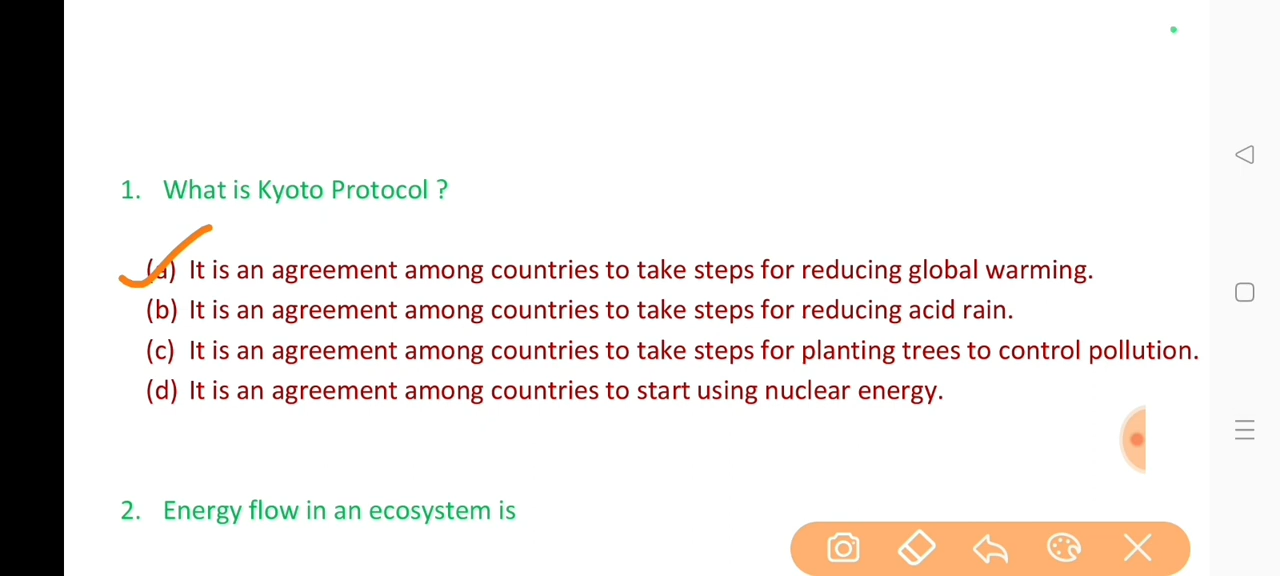 1. What is Kyoto Protocol ?
(a) It is an agreement among countries to take steps for reducing global warming.
(b) It is an agreement among countries to take steps for reducing acid rain.
(c) It is an agreement among countries to take steps for planting trees to control pollution.
(d) It is an agreement among countries to start using nuclear energy.
2. Energy flow in an ecosystem is